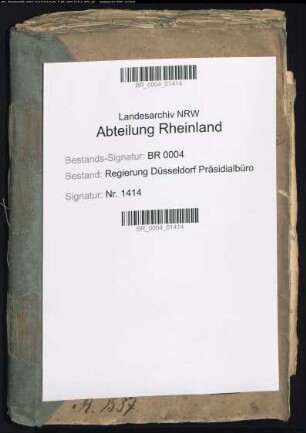 BR_0004_01414
Landesarchiv NRW
Abteilung Rheinland
Bestands-Signatur: BR 0004
Bestand: Regierung Düsseldorf Präsidialbüro
Signatur: Nr. 1414
BR_0004_01414